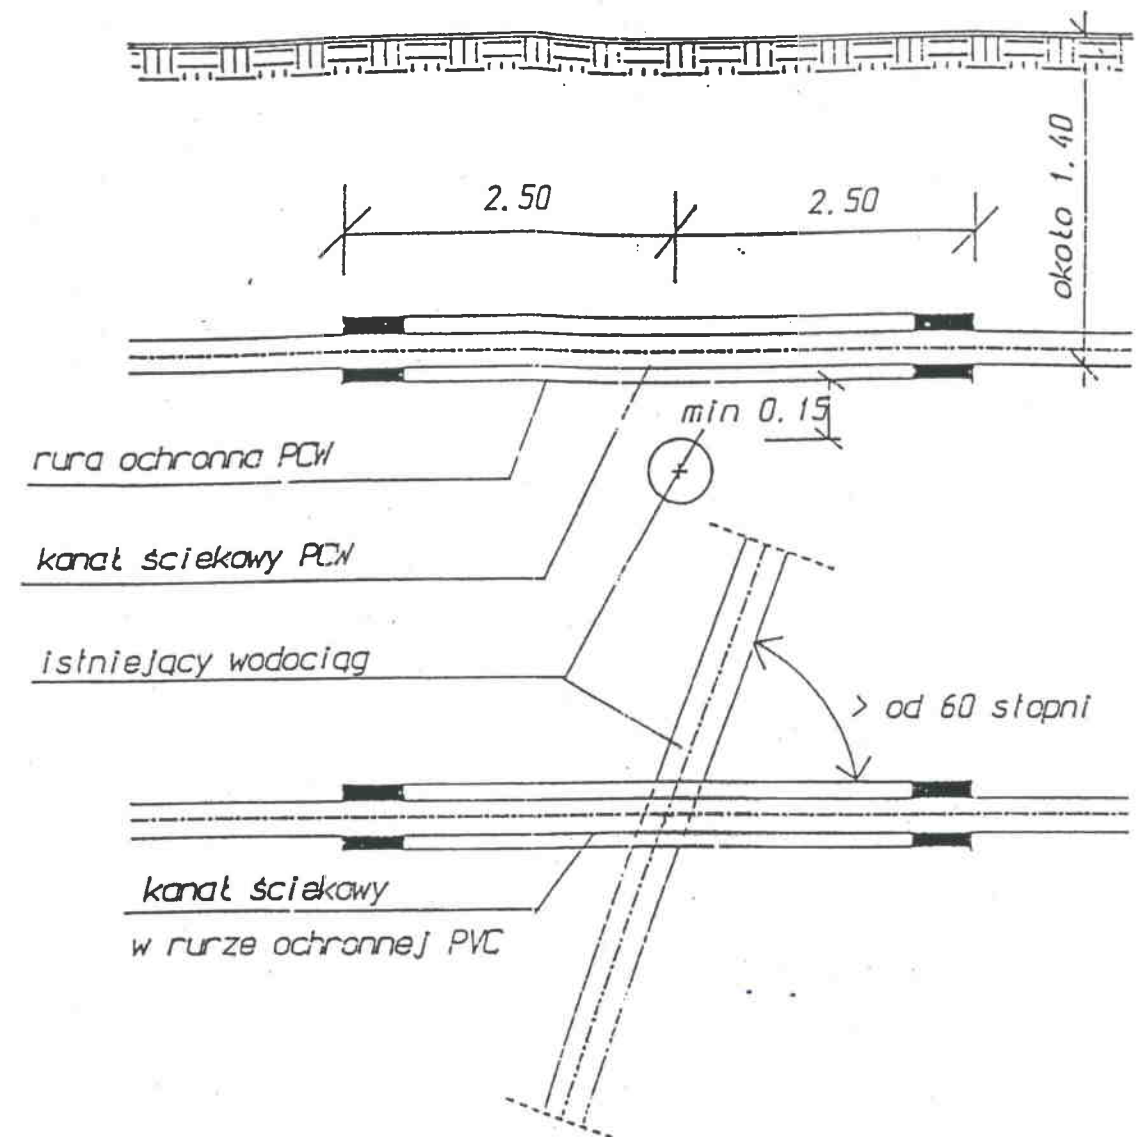 2.50
2.50
około 1.40
min 0.15
rura ochronna PCW
kanał ściekowy PCW
istniejący wodociąg
> od 60 stopni
kanał ściekowy
w rurze ochronnej PVC